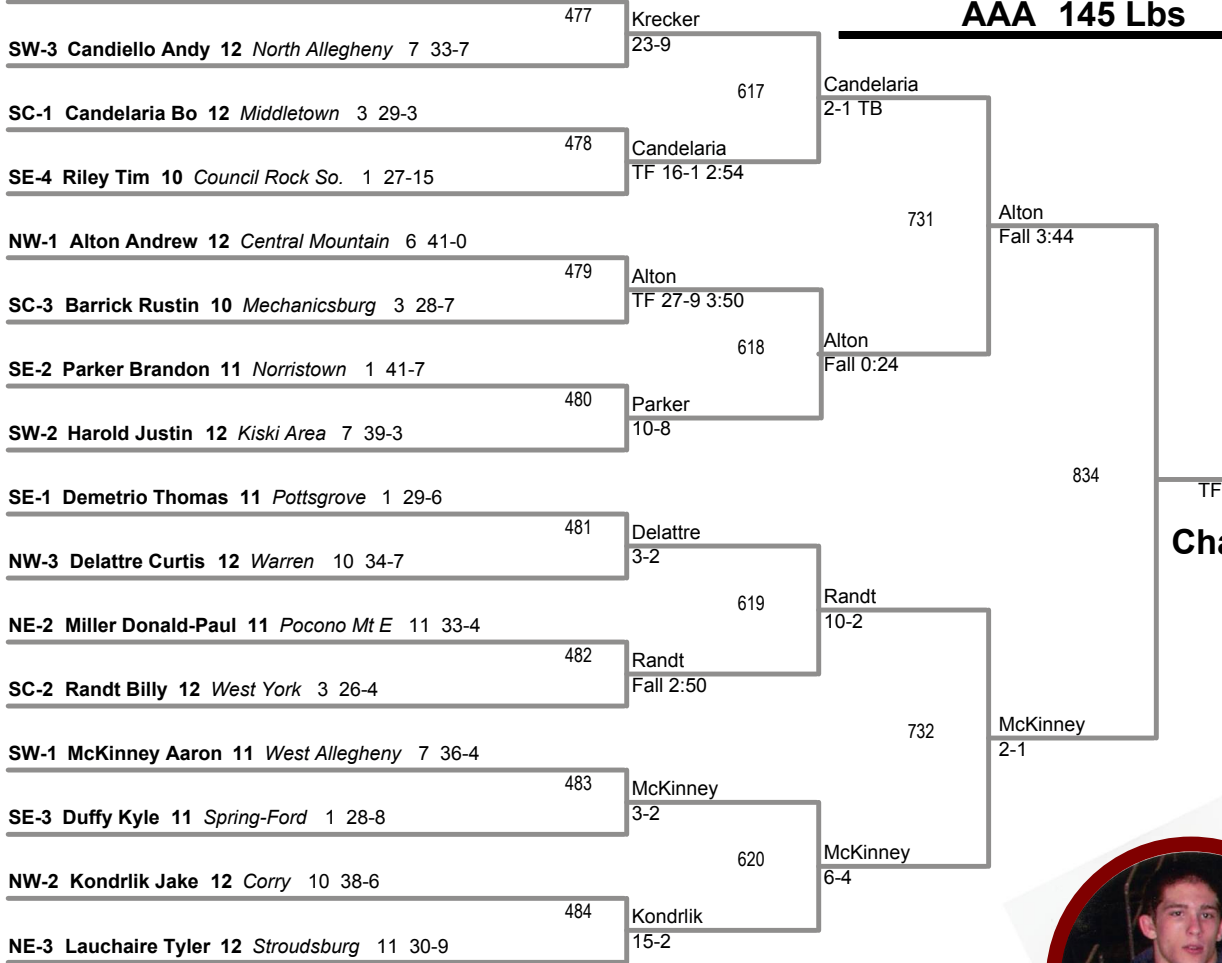 AAA 145 Lbs
477
Krecker
SW-3 Candiello Andy 12 North Allegheny 7 33-7
23-9
617
Candelaria
SC-1 Candelaria Bo 12 Middletown 3 29-3
2-1 TB
478
Candelaria
SE-4 Riley Tim 10 Council Rock So. 1 27-15
TF 16-1 2:54
731
Alton
NW-1 Alton Andrew 12 Central Mountain 6 41-0
Fall 3:44
479
Alton
SC-3 Barrick Rustin 10 Mechanicsburg 3 28-7
TF 27-9 3:50
618
Alton
SE-2 Parker Brandon 11 Norristown 1 41-7
Fall 0:24
480
Parker
SW-2 Harold Justin 12 Kiski Area 7 39-3
10-8
834
TF
SE-1 Demetrio Thomas 11 Pottsgrove 1 29-6
481
Delattre
Cha
NW-3 Delattre Curtis 12 Warren 10 34-7
3-2
619
Randt
NE-2 Miller Donald-Paul 11 Pocono Mt E 11 33-4
10-2
482
Randt
SC-2 Randt Billy 12 West York 3 26-4
Fall 2:50
732
McKinney
SW-1 McKinney Aaron 11 West Allegheny 7 36-4
2-1
483
McKinney
SE-3 Duffy Kyle 11 Spring-Ford 1 28-8
3-2
620
McKinney
NW-2 Kondrlik Jake 12 Corry 10 38-6
6-4
484
Kondrlik
NE-3 Lauchaire Tyler 12 Stroudsburg 11 30-9
15-2